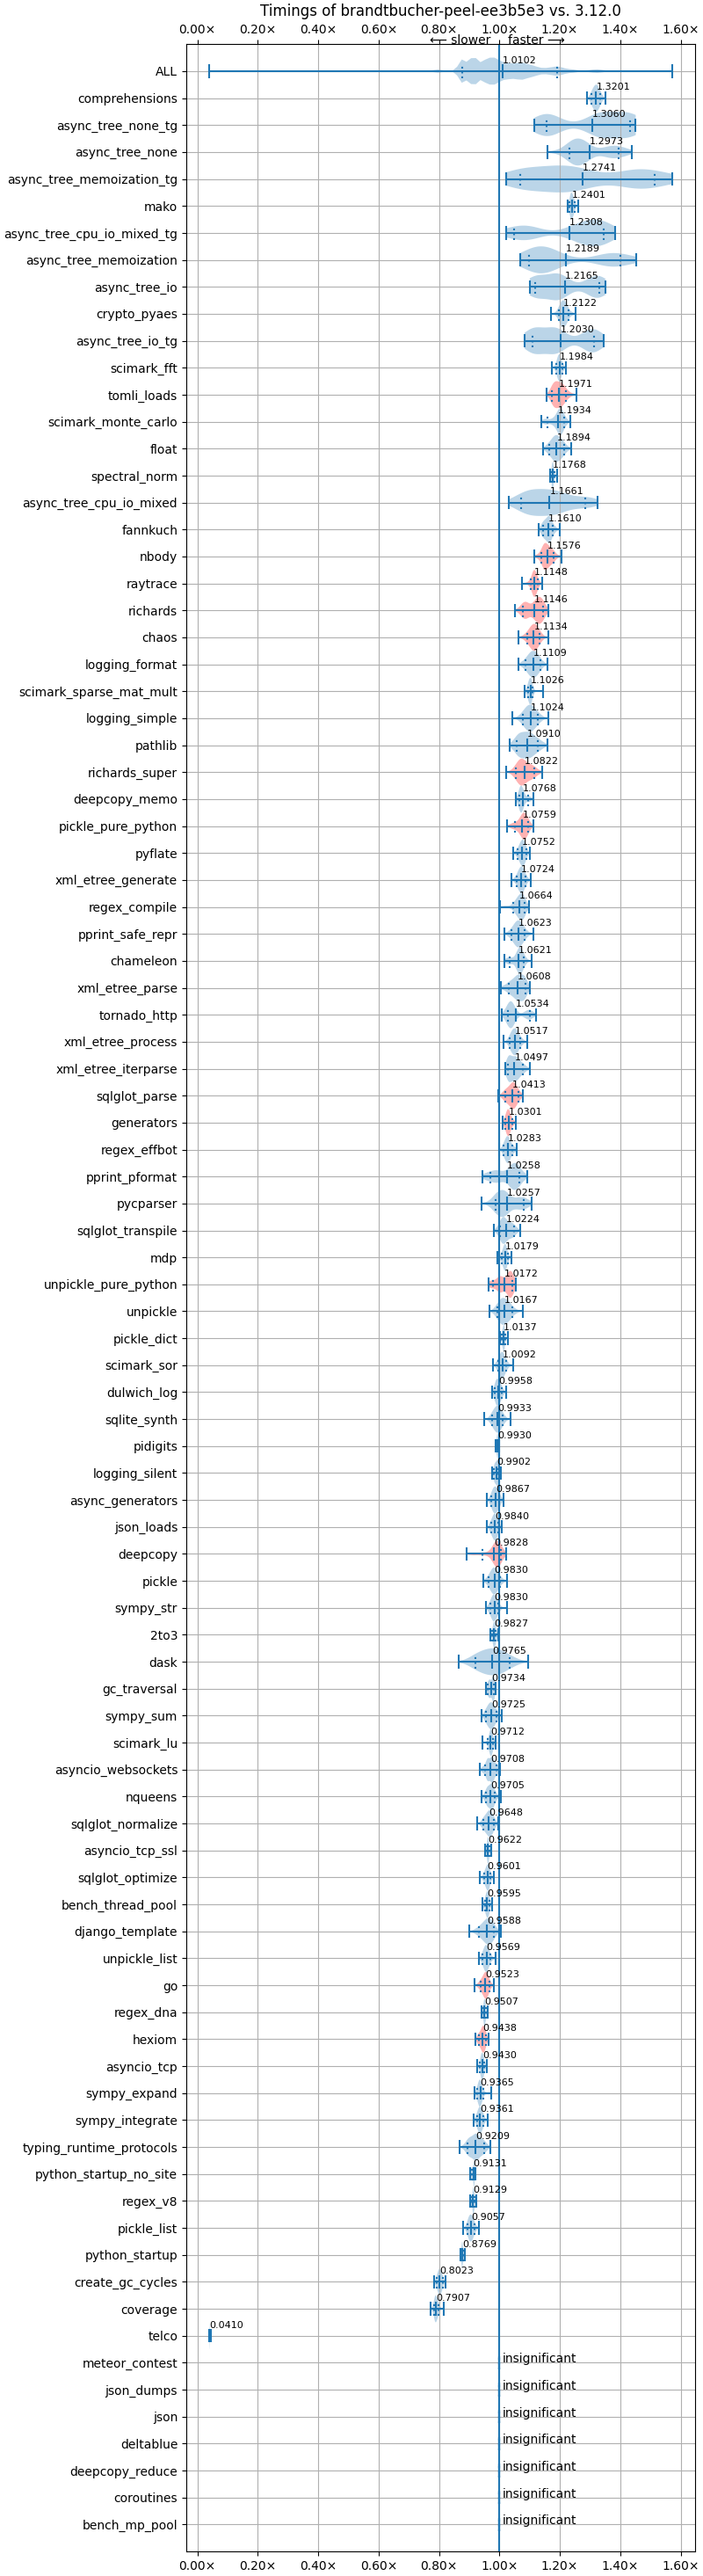 Timings of brandtbucher-peel-ee3b5e3 vs. 3.12.0
0.00× 0.20× 0.40× 0.60× 0.80× 1.00× 1.20× 1.40× 1.60×
⟵ slower faster ⟶
ALL 1.0102
comprehensions 1.3201
async_tree_none_tg 1.3060
async_tree_none 1.2973
async_tree_memoization_tg 1.2741
mako 1.2401
async_tree_cpu_io_mixed_tg 1.2308
async_tree_memoization 1.2189
async_tree_io 1.2165
crypto_pyaes 1.2122
async_tree_io_tg 1.2030
scimark_fft 1.1984
tomli_loads 1.1971
scimark_monte_carlo 1.1934
float 1.1894
spectral_norm 1.1768
async_tree_cpu_io_mixed 1.1661
fannkuch 1.1610
nbody 1.1576
raytrace 1.1148
richards 1.1146
chaos 1.1134
logging_format 1.1109
scimark_sparse_mat_mult 1.1026
logging_simple 1.1024
pathlib 1.0910
richards_super 1.0822
deepcopy_memo 1.0768
pickle_pure_python 1.0759
pyflate 1.0752
xml_etree_generate 1.0724
regex_compile 1.0664
pprint_safe_repr 1.0623
chameleon 1.0621
xml_etree_parse 1.0608
tornado_http 1.0534
xml_etree_process 1.0517
xml_etree_iterparse 1.0497
sqlglot_parse 1.0413
generators 1.0301
regex_effbot 1.0283
pprint_pformat 1.0258
pycparser 1.0257
sqlglot_transpile 1.0224
mdp 1.0179
unpickle_pure_python 1.0172
unpickle 1.0167
pickle_dict 1.0137
scimark_sor 1.0092
dulwich_log 0.9958
sqlite_synth 0.9933
pidigits 0.9930
logging_silent 0.9902
async_generators 0.9867
json_loads 0.9840
deepcopy 0.9828
pickle 0.9830
sympy_str 0.9830
2to3 0.9827
dask 0.9765
gc_traversal 0.9734
sympy_sum 0.9725
scimark_lu 0.9712
asyncio_websockets 0.9708
nqueens 0.9705
sqlglot_normalize 0.9648
asyncio_tcp_ssl 0.9622
sqlglot_optimize 0.9601
bench_thread_pool 0.9595
django_template 0.9588
unpickle_list 0.9569
go 0.9523
regex_dna 0.9507
hexiom 0.9438
asyncio_tcp 0.9430
sympy_expand 0.9365
sympy_integrate 0.9361
typing_runtime_protocols 0.9209
python_startup_no_site 0.9131
regex_v8 0.9129
pickle_list 0.9057
python_startup 0.8769
create_gc_cycles 0.8023
coverage 0.7907
telco 0.0410
meteor_contest insignificant
json_dumps insignificant
json insignificant
deltablue insignificant
deepcopy_reduce insignificant
coroutines insignificant
bench_mp_pool insignificant
0.00× 0.20× 0.40× 0.60× 0.80× 1.00× 1.20× 1.40× 1.60×